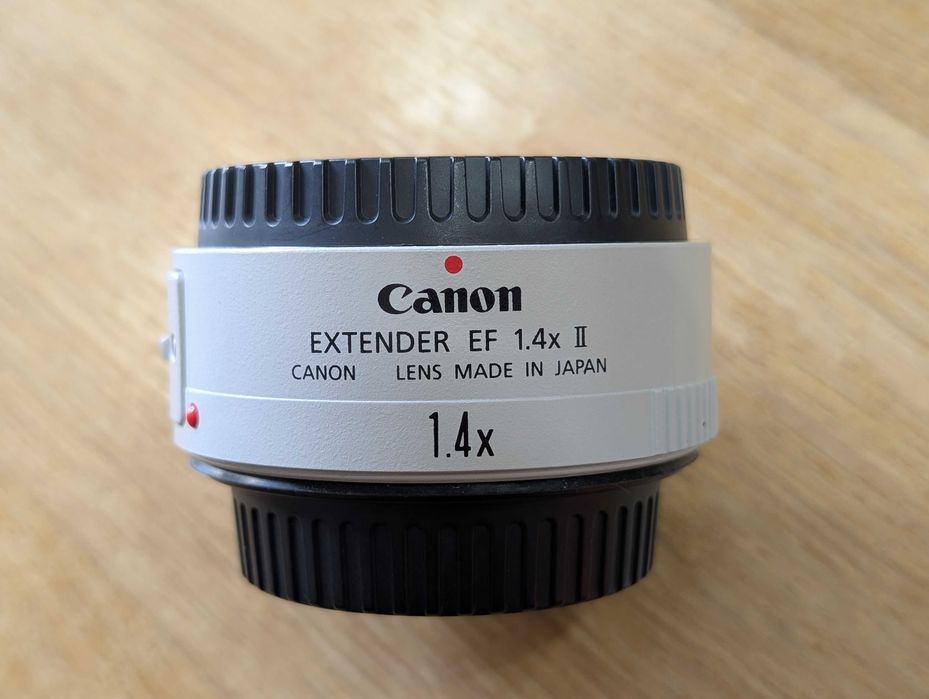 Canon
EXTENDER EF 1.4x II
CANON LENS MADE IN JAPAN
1.4x